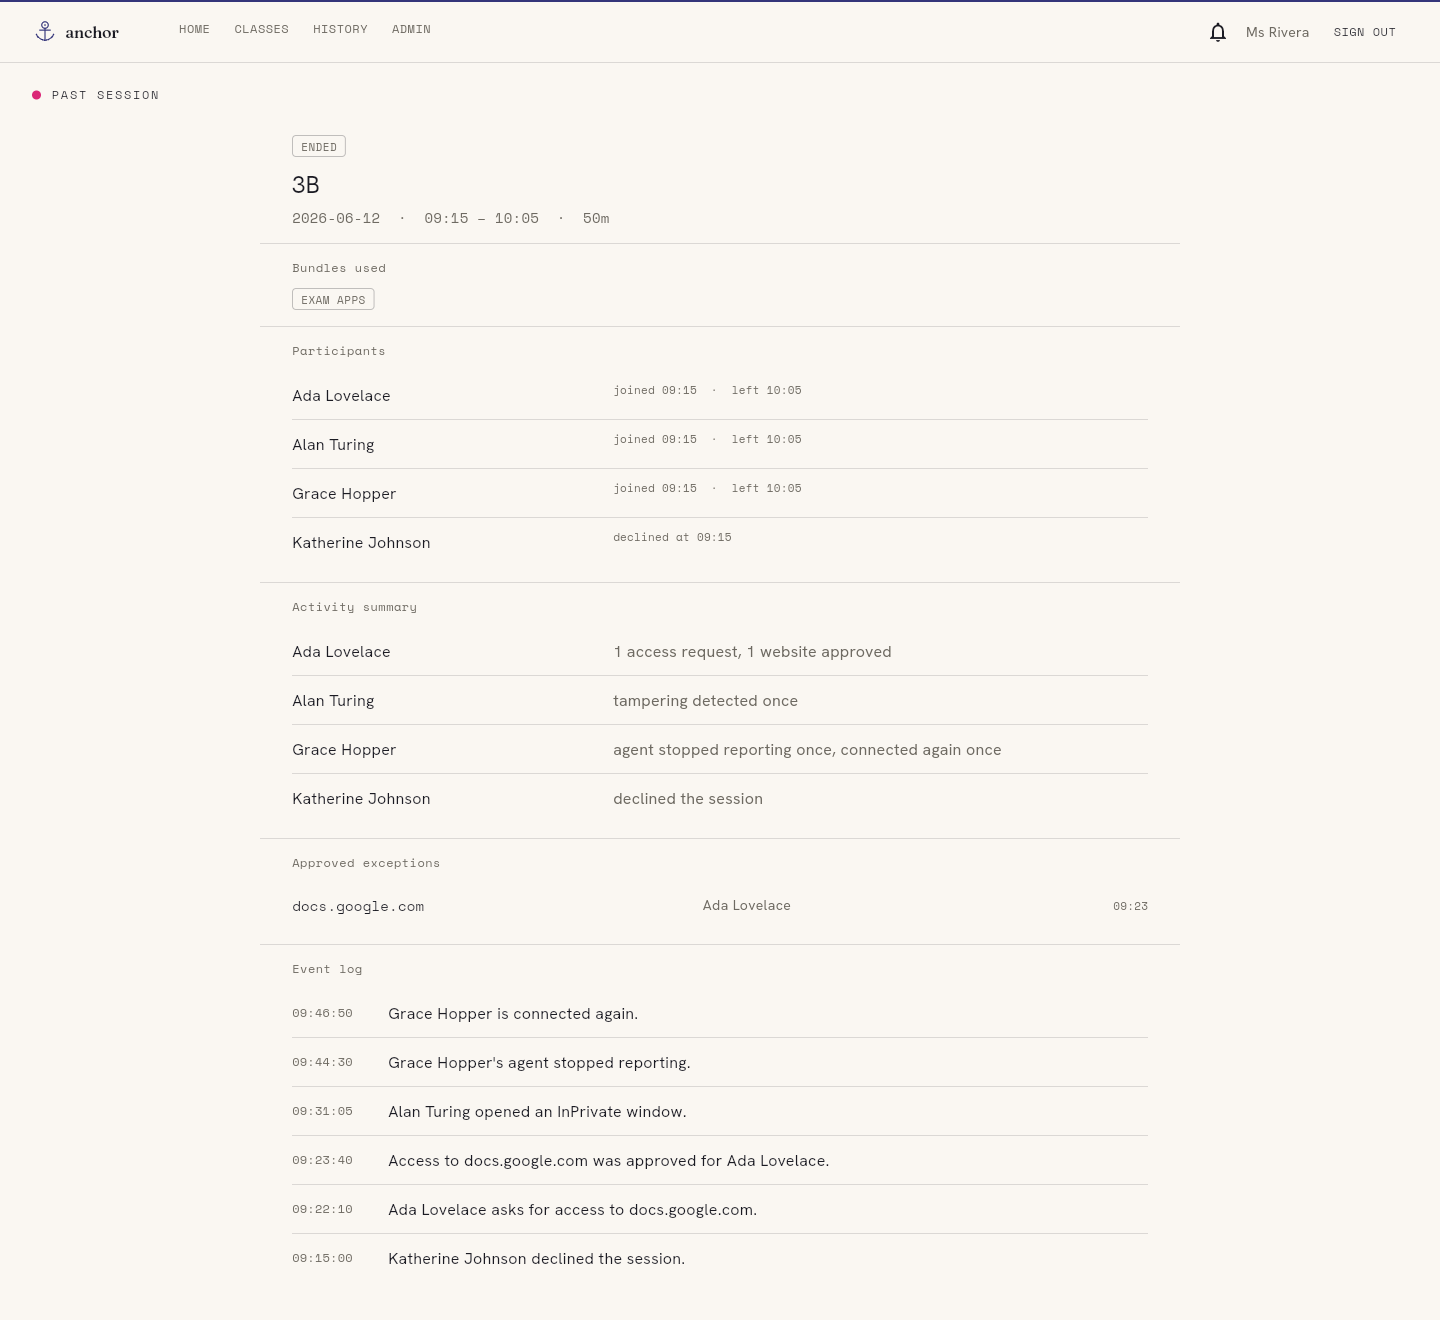 anchor HOME CLASSES HISTORY ADMIN Ms Rivera SIGN OUT
PAST SESSION
ENDED
3B
2026-06-12 · 09:15 – 10:05 · 50m
Bundles used
EXAM APPS
Participants
Ada Lovelace joined 09:15 · left 10:05
Alan Turing joined 09:15 · left 10:05
Grace Hopper joined 09:15 · left 10:05
Katherine Johnson declined at 09:15
Activity summary
Ada Lovelace 1 access request, 1 website approved
Alan Turing tampering detected once
Grace Hopper agent stopped reporting once, connected again once
Katherine Johnson declined the session
Approved exceptions
docs.google.com Ada Lovelace 09:23
Event log
09:46:50 Grace Hopper is connected again.
09:44:30 Grace Hopper's agent stopped reporting.
09:31:05 Alan Turing opened an InPrivate window.
09:23:40 Access to docs.google.com was approved for Ada Lovelace.
09:22:10 Ada Lovelace asks for access to docs.google.com.
09:15:00 Katherine Johnson declined the session.